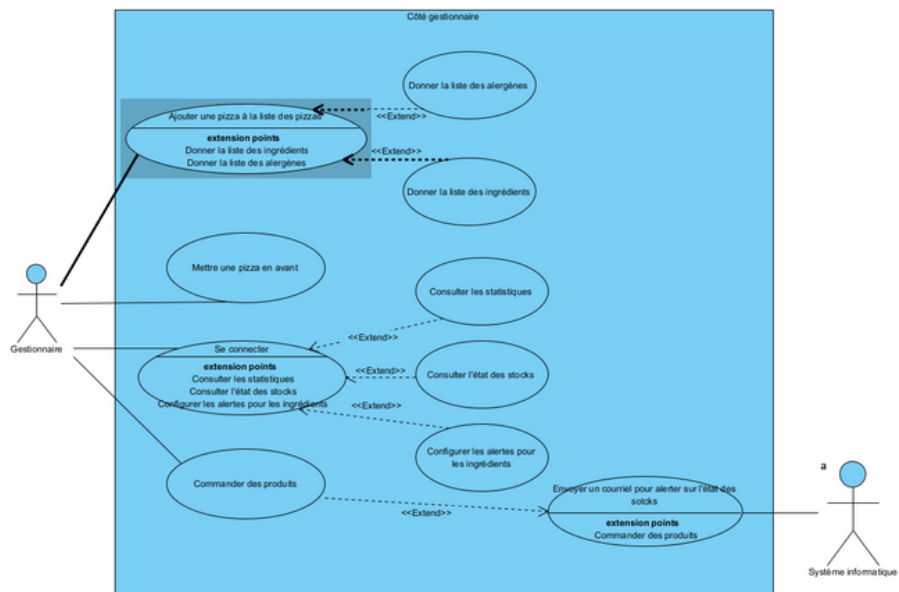 Côté gestionnaire
Donner la liste des alergènes
Ajouter une pizza à la liste des pizzas
<<Extend>>
extension points
Donner la liste des ingrédients
Donner la liste des alergènes
<<Extend>>
Donner la liste des ingrédients
Mettre une pizza en avant
Consulter les statistiques
Gestionnaire
<<Extend>>
Se connecter
extension points
Consulter les statistiques
Consulter l'état des stocks
Configurer les alertes pour les ingrédients
<<Extend>>
Consulter l'état des stocks
<<Extend>>
Configurer les alertes pour
les ingrédients
Commander des produits
<<Extend>>
Envoyer un courriel pour alerter sur l'état des
sotcks
extension points
Commander des produits
a
Système informatique